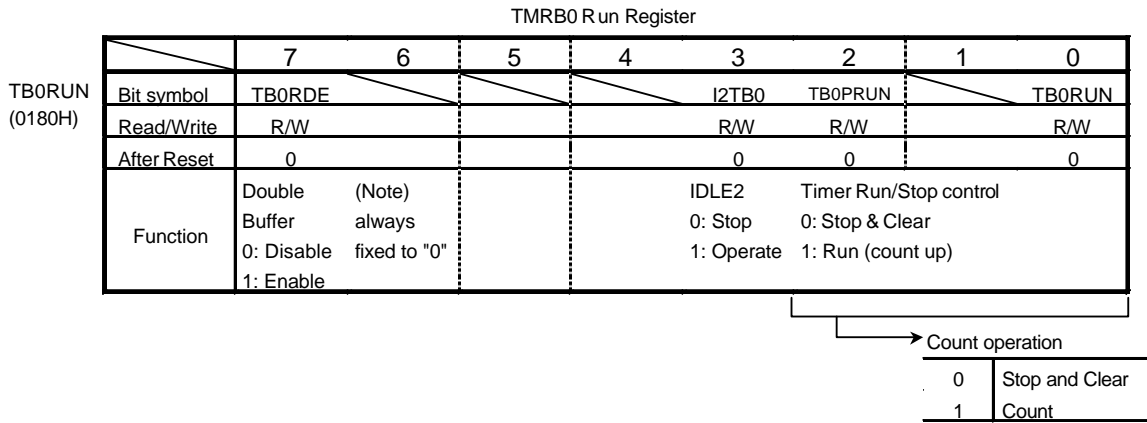 TMRB0 Run Register
7 6 5 4 3 2 1 0
TB0RUN
(0180H)
Bit symbol TB0RDE I2TB0 TB0PRUN TB0RUN
Read/Write R/W R/W R/W R/W
After Reset 0 0 0 0
Function
Double (Note) IDLE2 Timer Run/Stop control
Buffer always 0: Stop 0: Stop & Clear
0: Disable fixed to "0" 1: Operate 1: Run (count up)
1: Enable
Count operation
0 Stop and Clear
1 Count